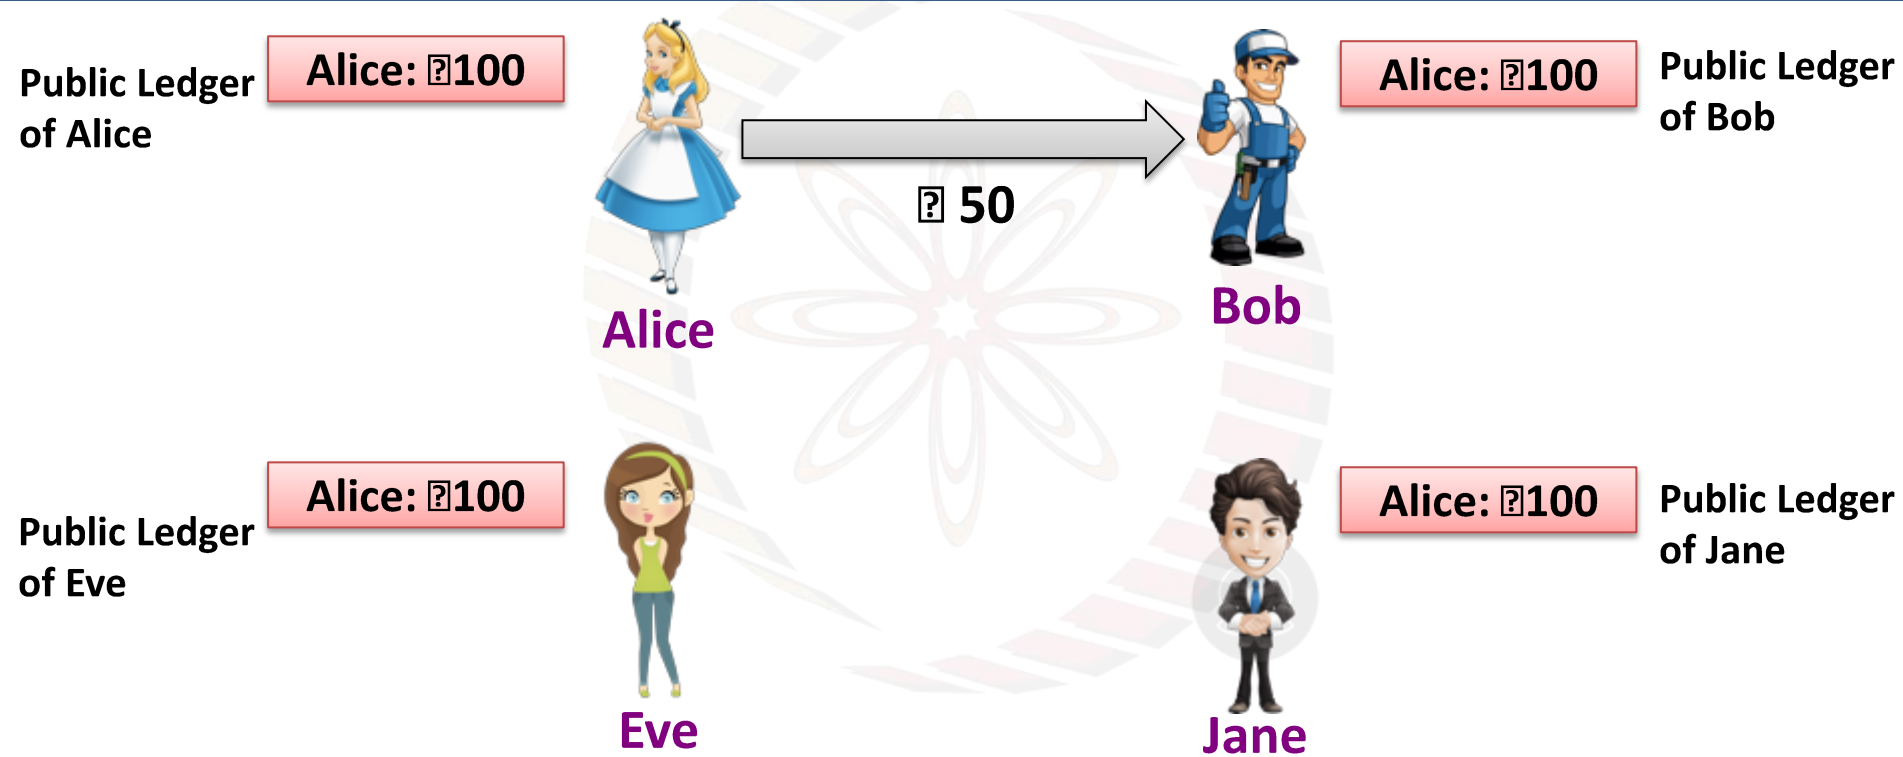 Public Ledger
of Alice
Alice: 100
Alice: 100
Public Ledger
of Bob
50
Alice
Bob
Public Ledger
of Eve
Alice: 100
Alice: 100
Public Ledger
of Jane
Eve
Jane